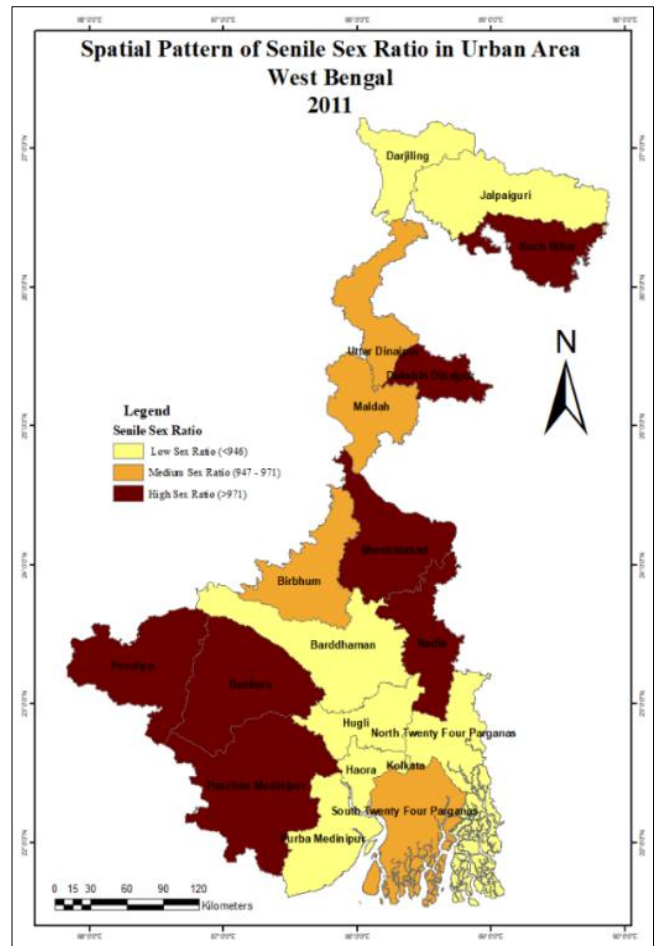 Spatial Pattern of Senile Sex Ratio in Urban Area
West Bengal
2011
Darjiling
Jalpaiguri
Koch Bihar
N
Uttar Dinajpur
Dakshin Dinajpur
Maldah
Legend
Senile Sex Ratio
Low Sex Ratio (<946)
Medium Sex Ratio (947 - 971)
High Sex Ratio (>971)
Birbhum
Barddhaman
Nadia
Puruliya
Bankura
Hugli
North Twenty Four Parganas
Haora
Kolkata
Paschim Medinipur
South Twenty Four Parganas
Purba Medinipur
0 15 30 60 90 120
Kilometers